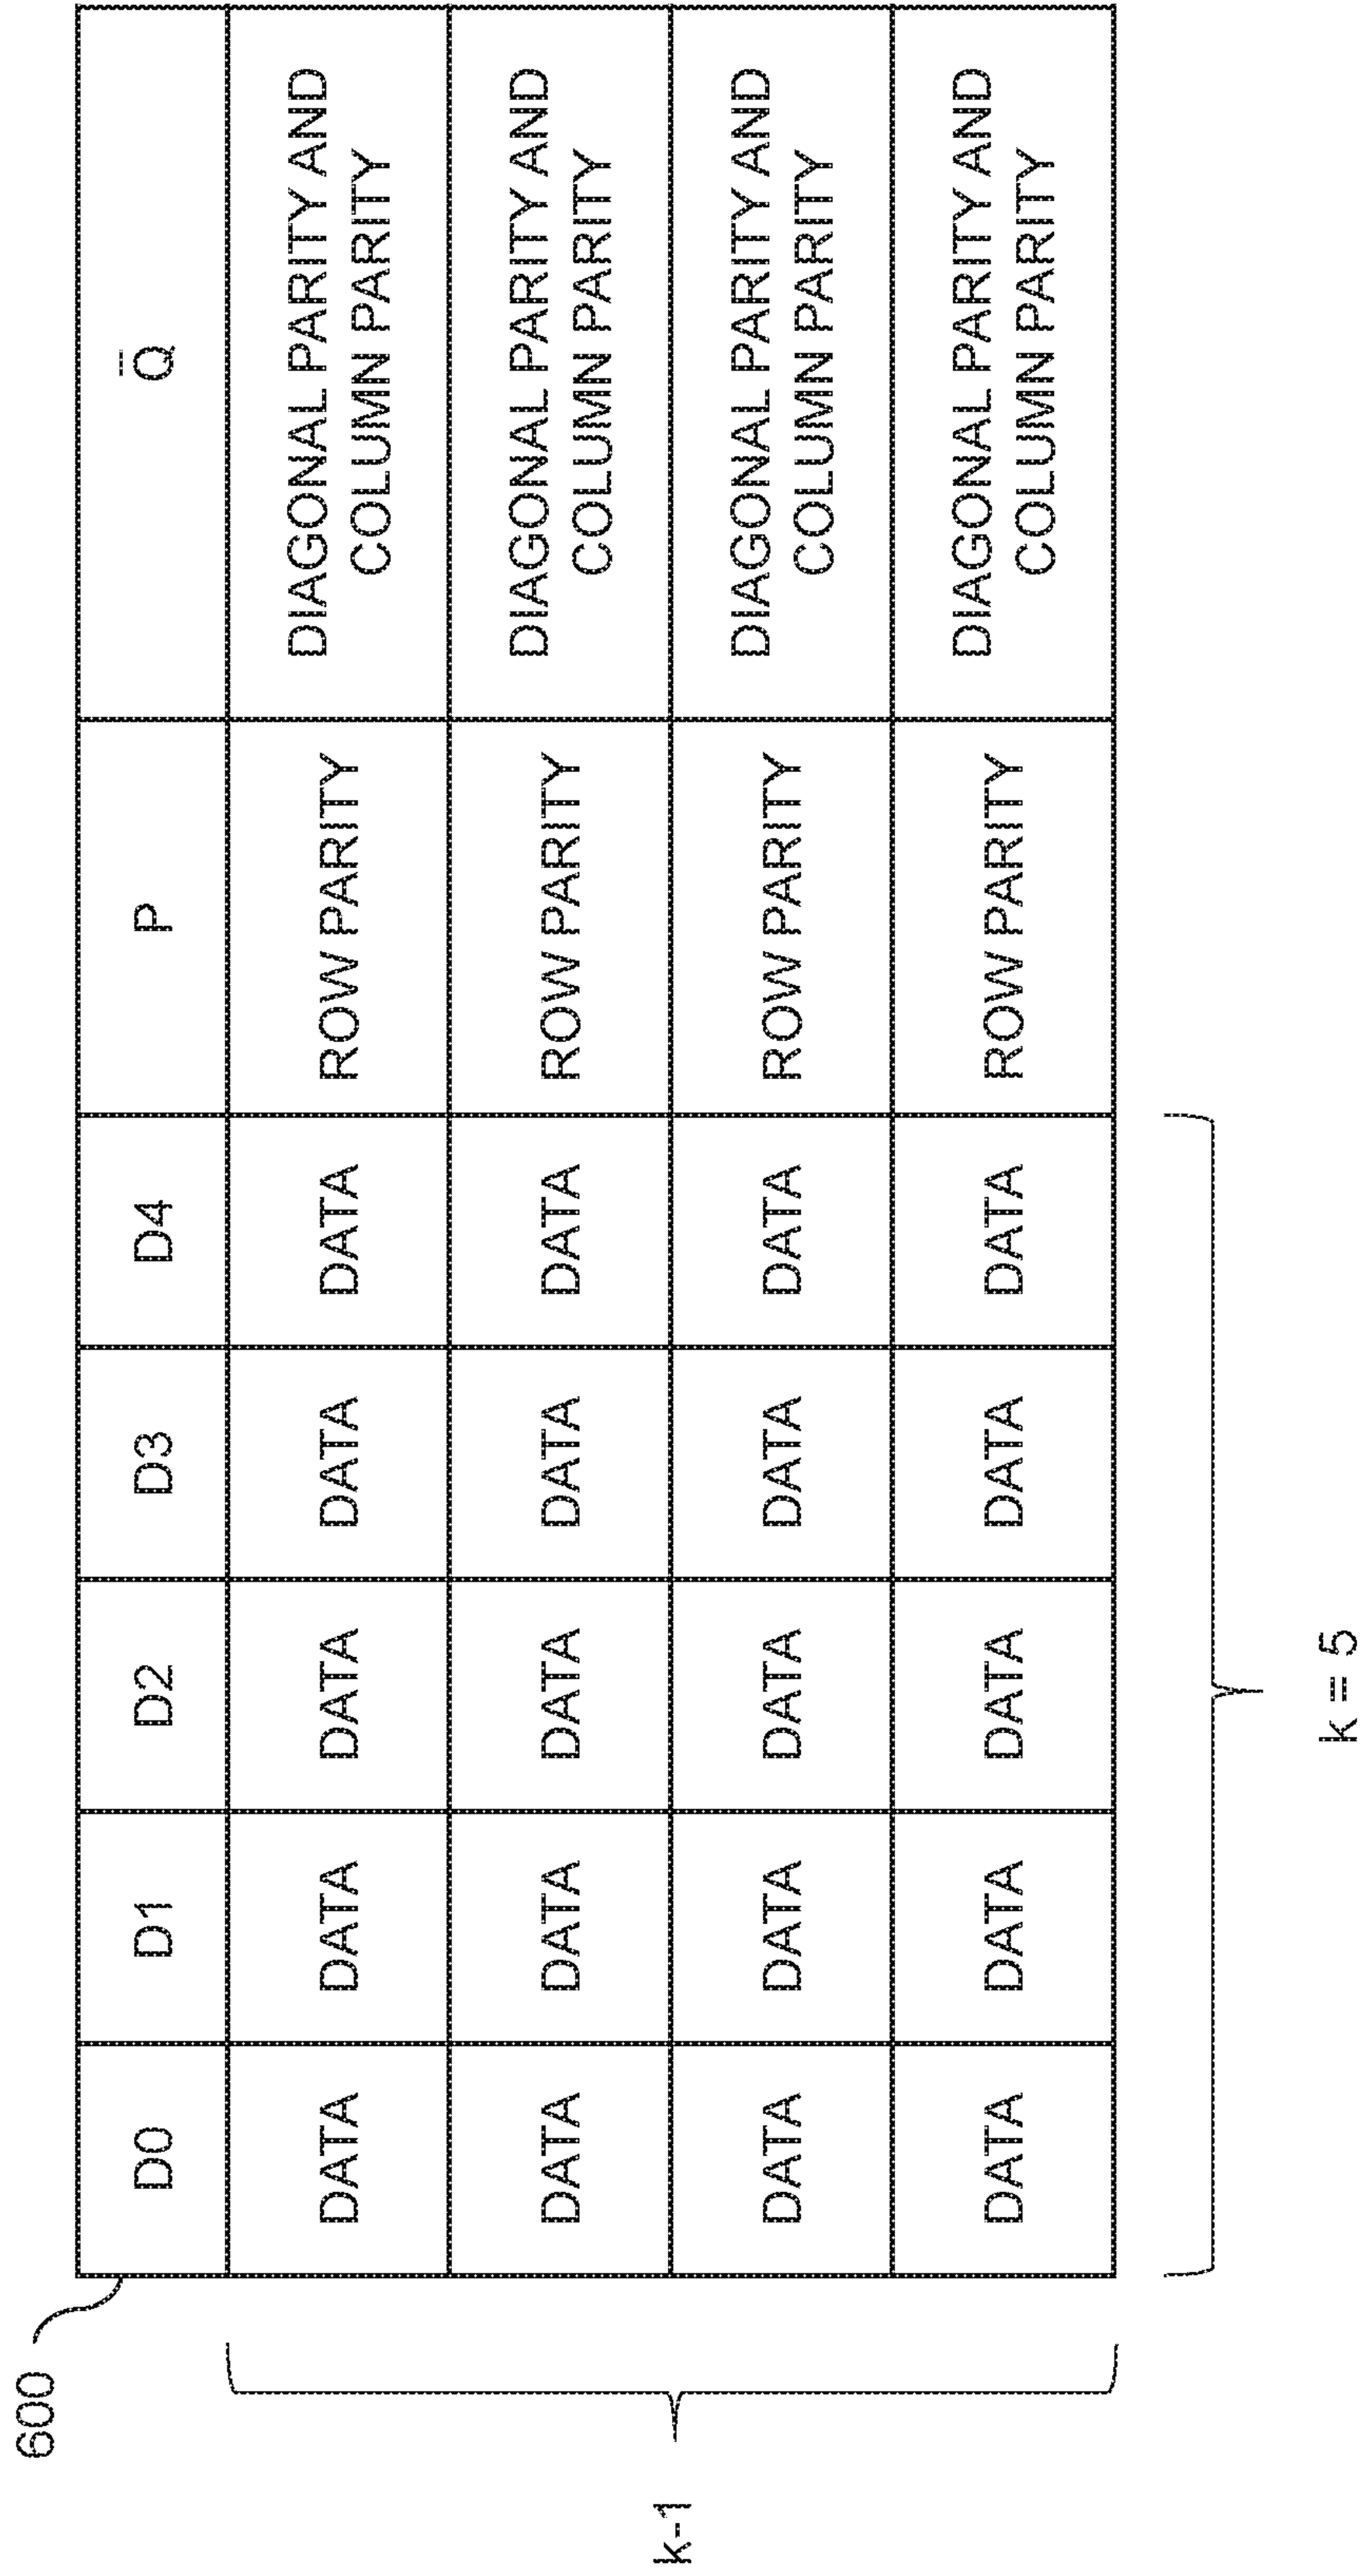 600
D0 D1 D2 D3 D4 P Q̅
DATA DATA DATA DATA DATA ROW PARITY DIAGONAL PARITY AND
COLUMN PARITY
DATA DATA DATA DATA DATA ROW PARITY DIAGONAL PARITY AND
COLUMN PARITY
DATA DATA DATA DATA DATA ROW PARITY DIAGONAL PARITY AND
COLUMN PARITY
DATA DATA DATA DATA DATA ROW PARITY DIAGONAL PARITY AND
COLUMN PARITY
k-1
k = 5